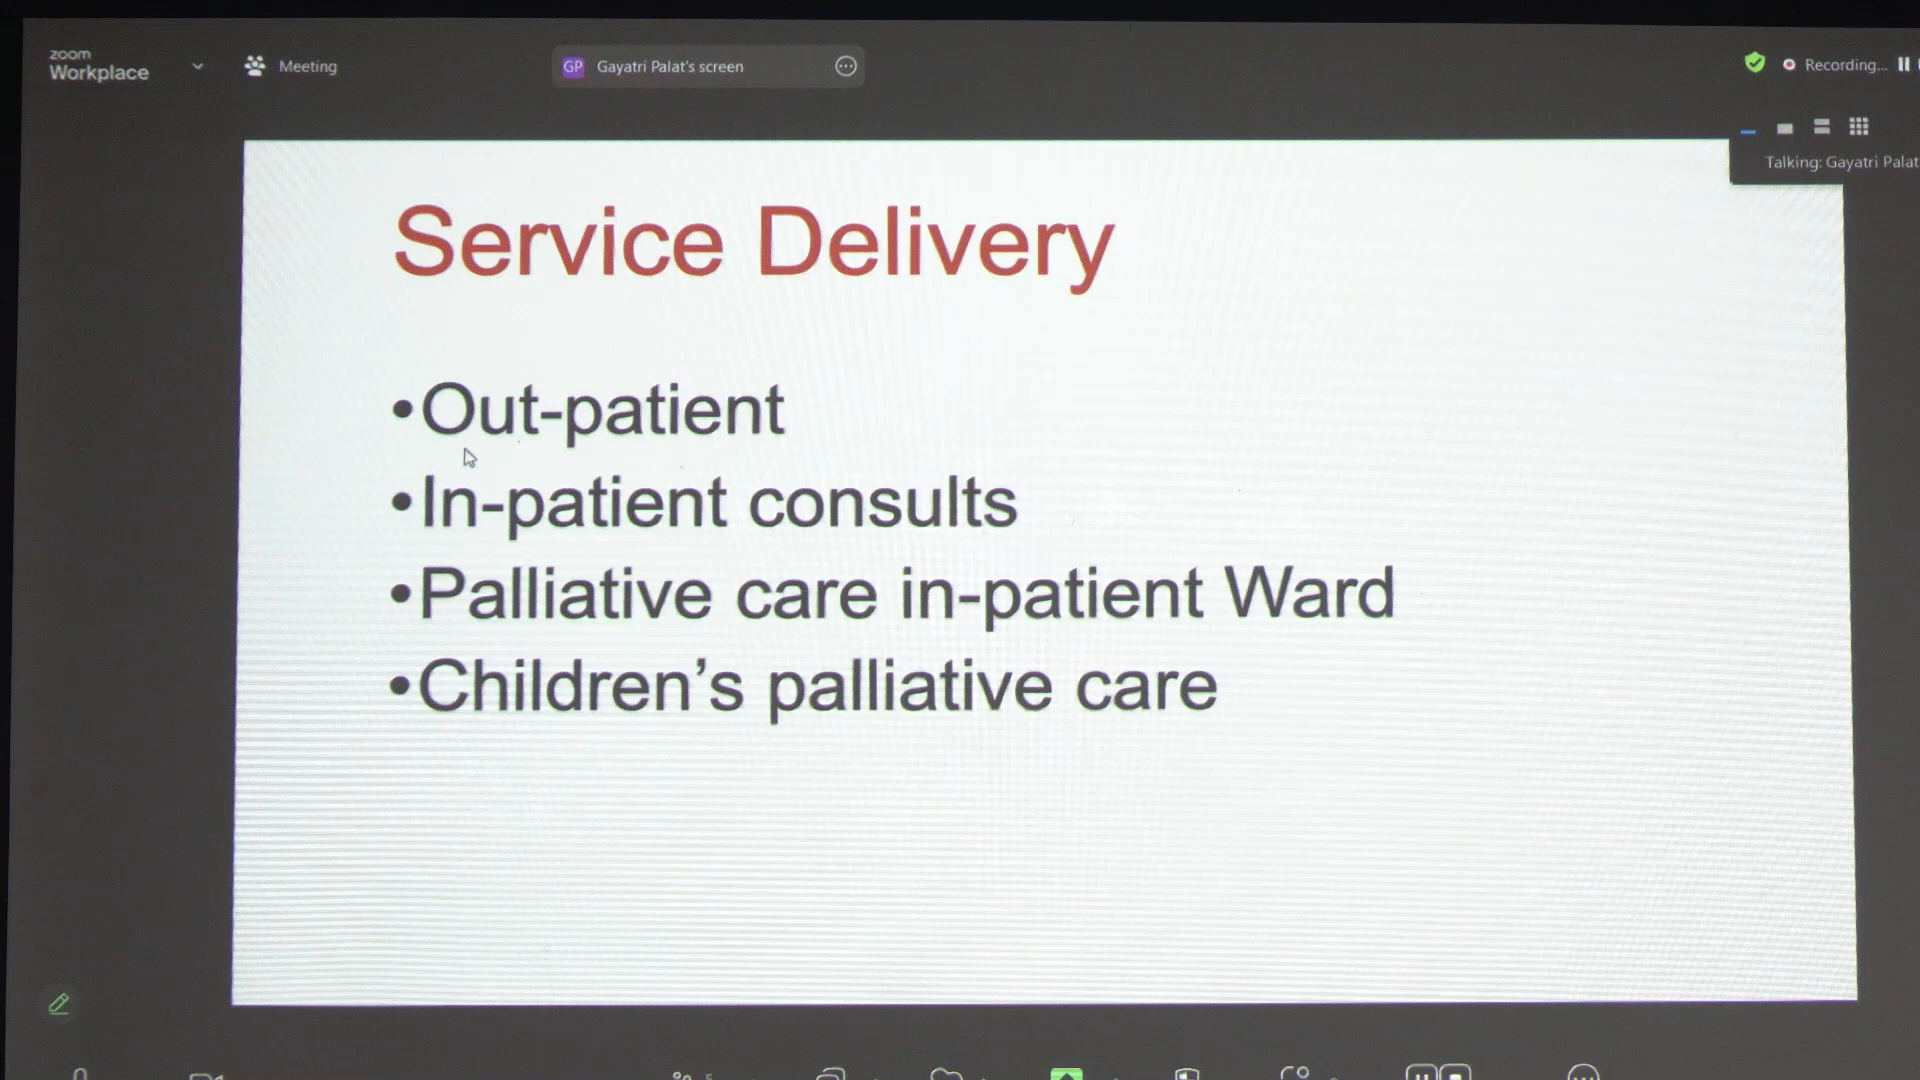 zoom
Workplace
Meeting
GP Gayatri Palat's screen
Recording...
Talking: Gayatri Palat
Service Delivery
•Out-patient
•In-patient consults
•Palliative care in-patient Ward
•Children's palliative care